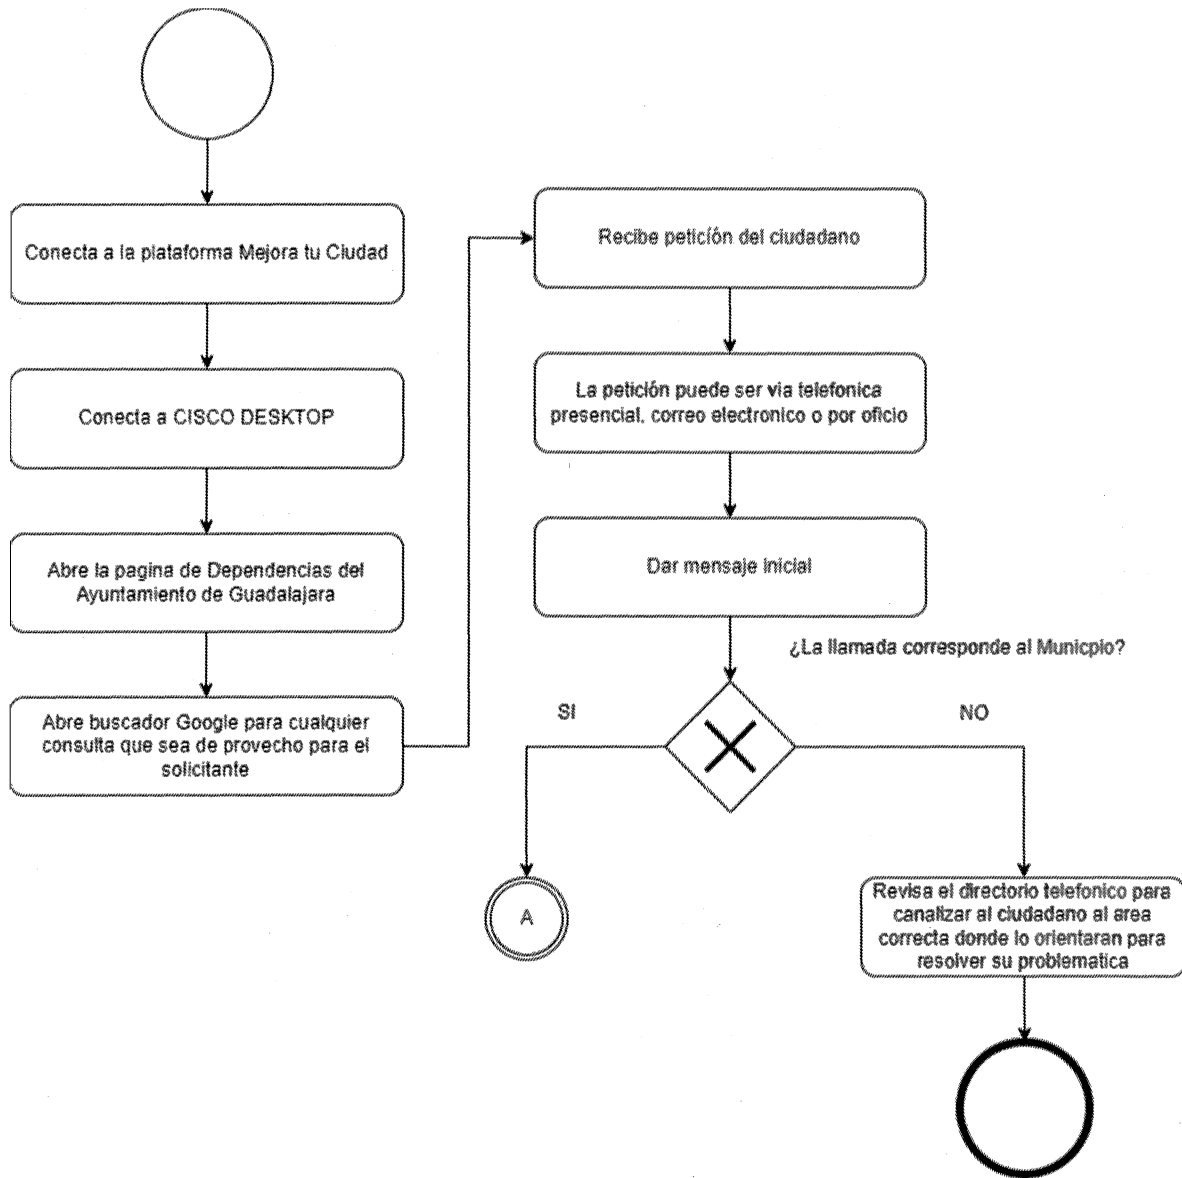 Conecta a la plataforma Mejora tu Ciudad
Conecta a CISCO DESKTOP
Abre la pagina de Dependencias del
Ayuntamiento de Guadalajara
Abre buscador Google para cualquier
consulta que sea de provecho para el
solicitante
Recibe petición del ciudadano
La petición puede ser via telefonica
presencial, correo electronico o por oficio
Dar mensaje inicial
¿La llamada corresponde al Municpio?
SI
NO
A
Revisa el directorio telefonico para
canalizar al ciudadano al area
correcta donde lo orientaran para
resolver su problematica